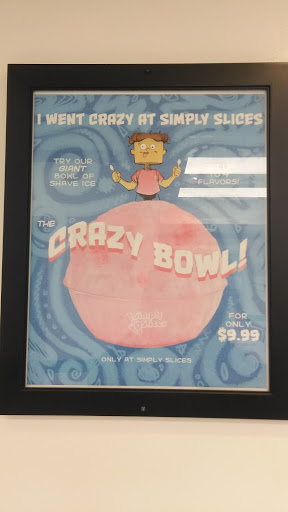 I WENT CRAZY AT SIMPLY SLICES
TRY OUR
GIANT
BOWL OF
SHAVE ICE
FLAVORS!
THE
CRAZY BOWL!
FOR
ONLY
$9.99
ONLY AT SIMPLY SLICES